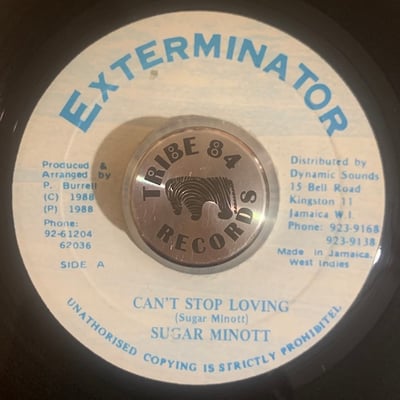 EXTERMINATOR
Produced &
Arranged by
P. Burrell
(C) 1988
(P) 1988
Phone:
92-61204
62036
SIDE A
TRIBE 84
RECORDS
Distributed by
Dynamic Sounds
15 Bell Road
Kingston 11
Jamaica W.I.
Phone: 923-9168
923-9138
Made in Jamaica
West Indies
CAN'T STOP LOVING
(Sugar Minott)
SUGAR MINOTT
UNAUTHORISED COPYING IS STRICTLY PROHIBITED